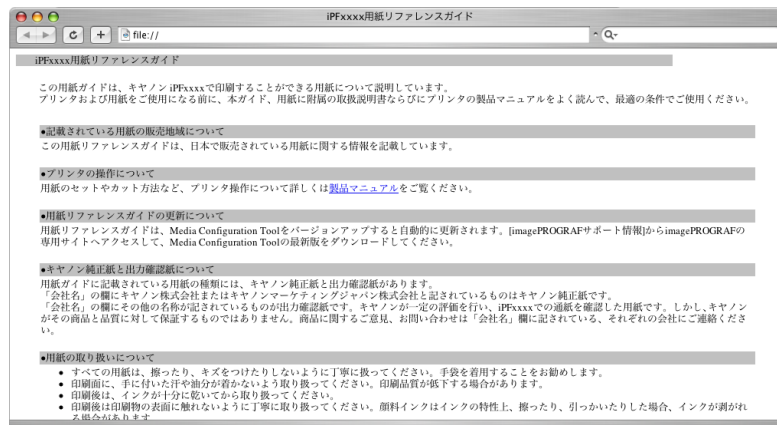 iPFxxxx用紙リファレンスガイド
file://
Q
iPFxxxx用紙リファレンスガイド
この用紙ガイドは、キヤノン iPFxxxxで印刷することができる用紙について説明しています。
プリンタおよび用紙をご使用になる前に、本ガイド、用紙に附属の取扱説明書ならびにプリンタの製品マニュアルをよく読んで、最適の条件でご使用ください。
●記載されている用紙の販売地域について
この用紙リファレンスガイドは、日本で販売されている用紙に関する情報を記載しています。
●プリンタの操作について
用紙のセットやカット方法など、プリンタ操作について詳しくは製品マニュアルをご覧ください。
●用紙リファレンスガイドの更新について
用紙リファレンスガイドは、Media Configuration Toolをバージョンアップすると自動的に更新されます。[imagePROGRAFサポート情報]からimagePROGRAFの
専用サイトへアクセスして、Media Configuration Toolの最新版をダウンロードしてください。
●キヤノン純正紙と出力確認紙について
用紙ガイドに記載されている用紙の種類には、キヤノン純正紙と出力確認紙があります。
「会社名」の欄にキヤノン株式会社またはキヤノンマーケティングジャパン株式会社と記されているものはキヤノン純正紙です。
「会社名」の欄にその他の名称が記されているものが出力確認紙です。キヤノンが一定の評価を行い、iPFxxxxでの通紙を確認した用紙です。しかし、キヤノン
がその商品と品質に対して保証するものではありません。商品に関するご意見、お問い合わせは「会社名」欄に記されている、それぞれの会社にご連絡くださ
い。
●用紙の取り扱いについて
• すべての用紙は、擦ったり、キズをつけたりしないように丁寧に扱ってください。手袋を着用することをお勧めします。
• 印刷面に、手に付いた汗や油分が着かないよう取り扱ってください。印刷品質が低下する場合があります。
• 印刷後は、インクが十分に乾いてから取り扱ってください。
• 印刷後は印刷物の表面に触れないように丁寧に取り扱ってください。顔料インクはインクの特性上、擦ったり、引っかいたりした場合、インクが剥がれ
る場合があります